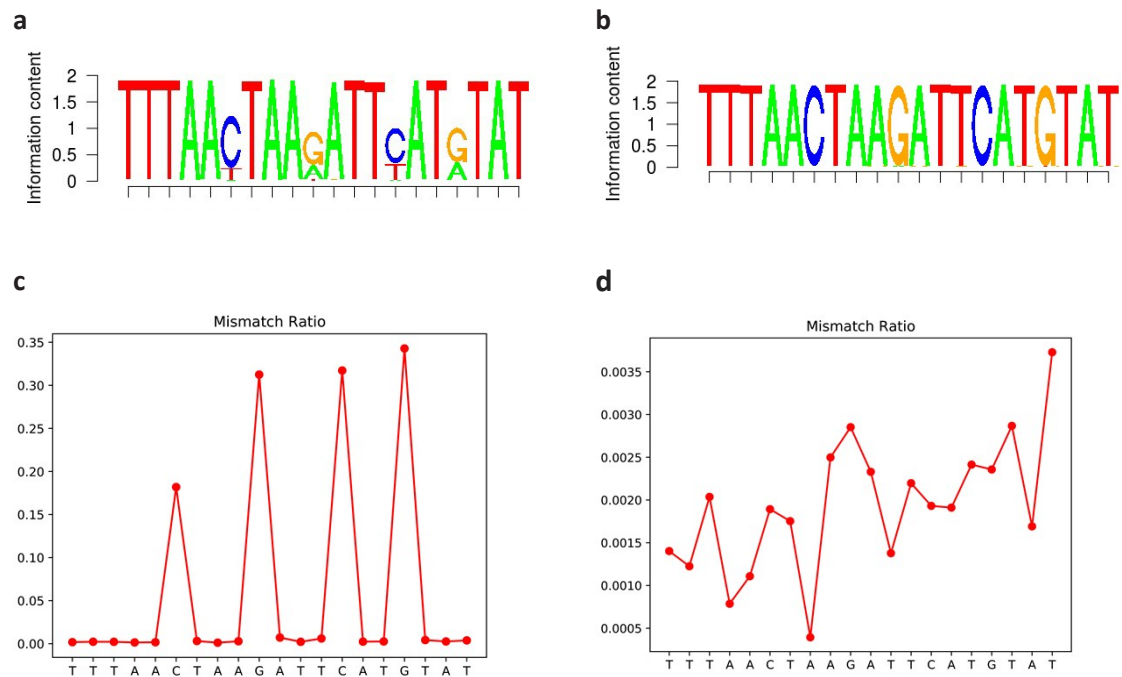 a
Information content
2
1.5
1
0.5
0
TTTAACTAAGATTCATGTAT
T A T A
b
Information content
2
1.5
1
0.5
0
TTTAACTAAGATTCATGTAT
c
Mismatch Ratio
0.35
0.30
0.25
0.20
0.15
0.10
0.05
0.00
T T T A A C T A A G A T T C A T G T A T
d
Mismatch Ratio
0.0035
0.0030
0.0025
0.0020
0.0015
0.0010
0.0005
T T T A A C T A A G A T T C A T G T A T